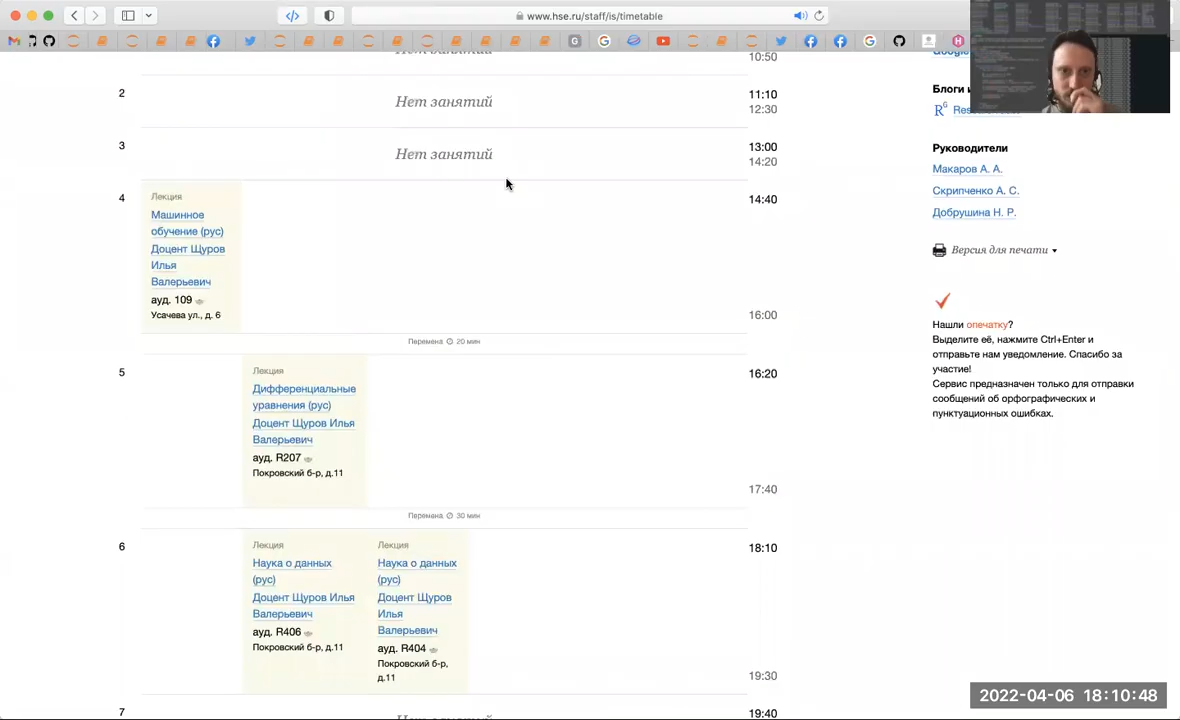 www.hse.ru/staff/is/timetable
10:50
2
Нет занятий
11:10
12:30
3
Нет занятий
13:00
14:20
4
Лекция
Машинное
обучение (рус)
Доцент Щуров
Илья
Валерьевич
ауд. 109
Усачева ул., д. 6
14:40
16:00
Перемена 20 мин
5
Лекция
Дифференциальные
уравнения (рус)
Доцент Щуров Илья
Валерьевич
ауд. R207
Покровский б-р, д.11
16:20
17:40
Перемена 30 мин
6
Лекция
Наука о данных
(рус)
Доцент Щуров Илья
Валерьевич
ауд. R406
Покровский б-р, д.11
Лекция
Наука о данных
(рус)
Доцент Щуров
Илья
Валерьевич
ауд. R404
Покровский б-р,
д.11
18:10
19:30
7
Нет занятий
19:40
Блоги и
Руководители
Макаров А. А.
Скрипченко А. С.
Добрушина Н. Р.
Версия для печати
Нашли опечатку?
Выделите её, нажмите Ctrl+Enter и
отправьте нам уведомление. Спасибо за
участие!
Сервис предназначен только для отправки
сообщений об орфографических и
пунктуационных ошибках.
2022-04-06 18:10:48